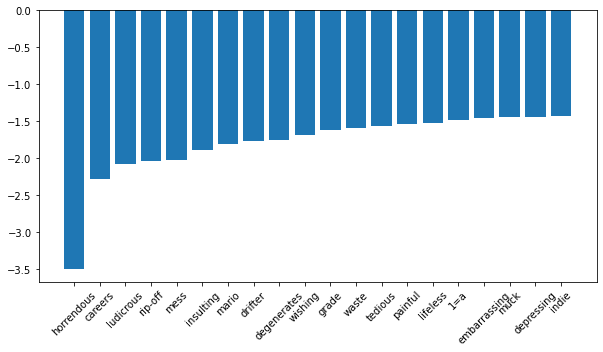 0.0
−0.5
−1.0
−1.5
−2.0
−2.5
−3.0
−3.5
horrendous
careers
ludicrous
rip-off
mess
insulting
mario
drifter
degenerates
wishing
grade
waste
tedious
painful
lifeless
1=a
embarrassing
muck
depressing
indie